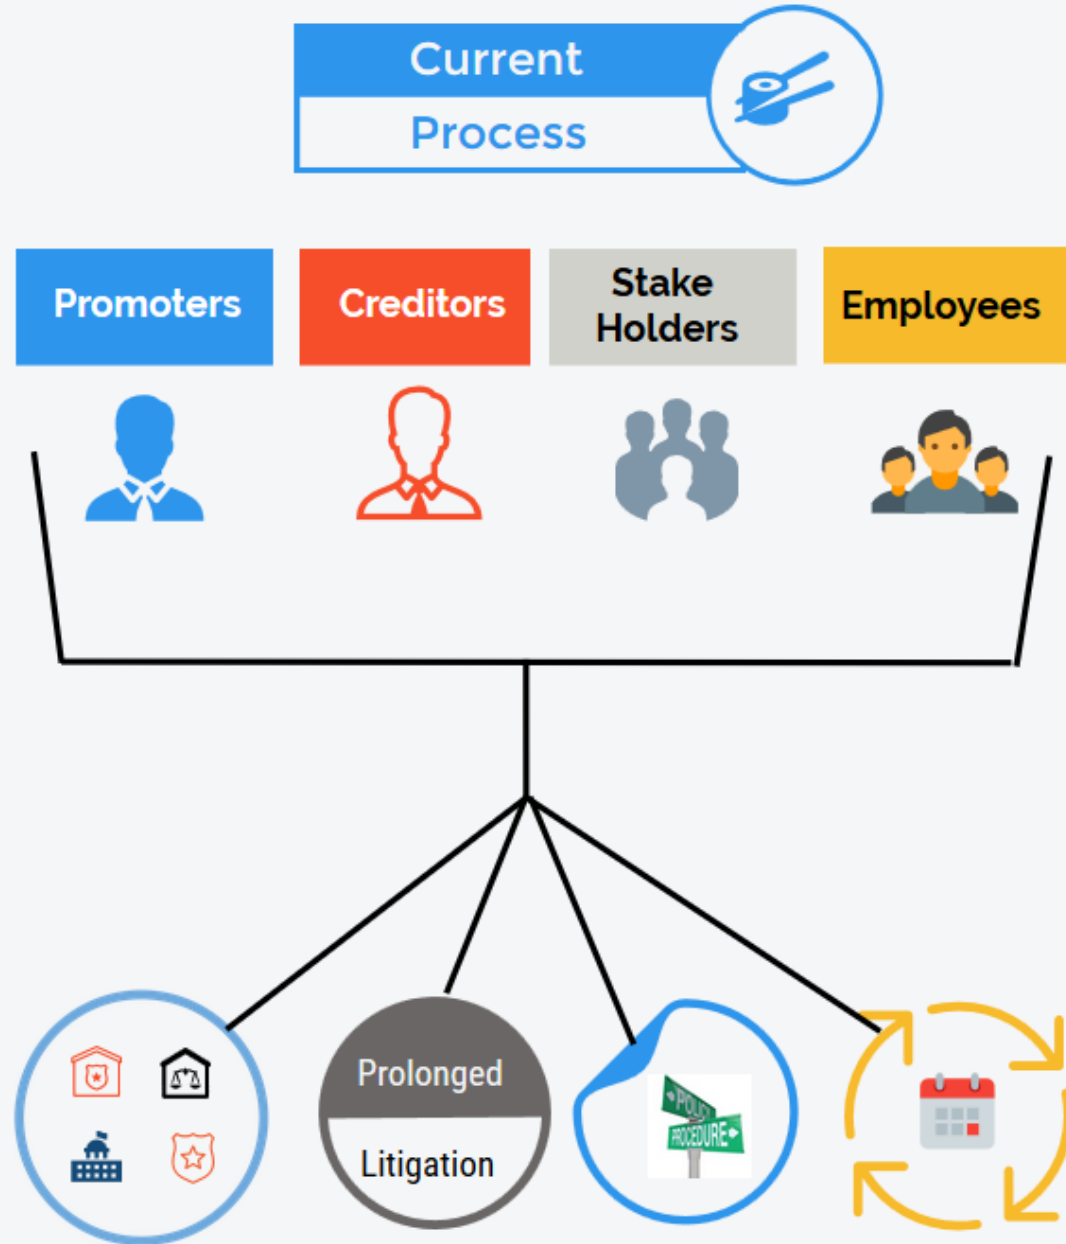 Current
Process
Promoters
Creditors
Stake
Holders
Employees
Prolonged
Litigation
POLICY
PROCEDURE